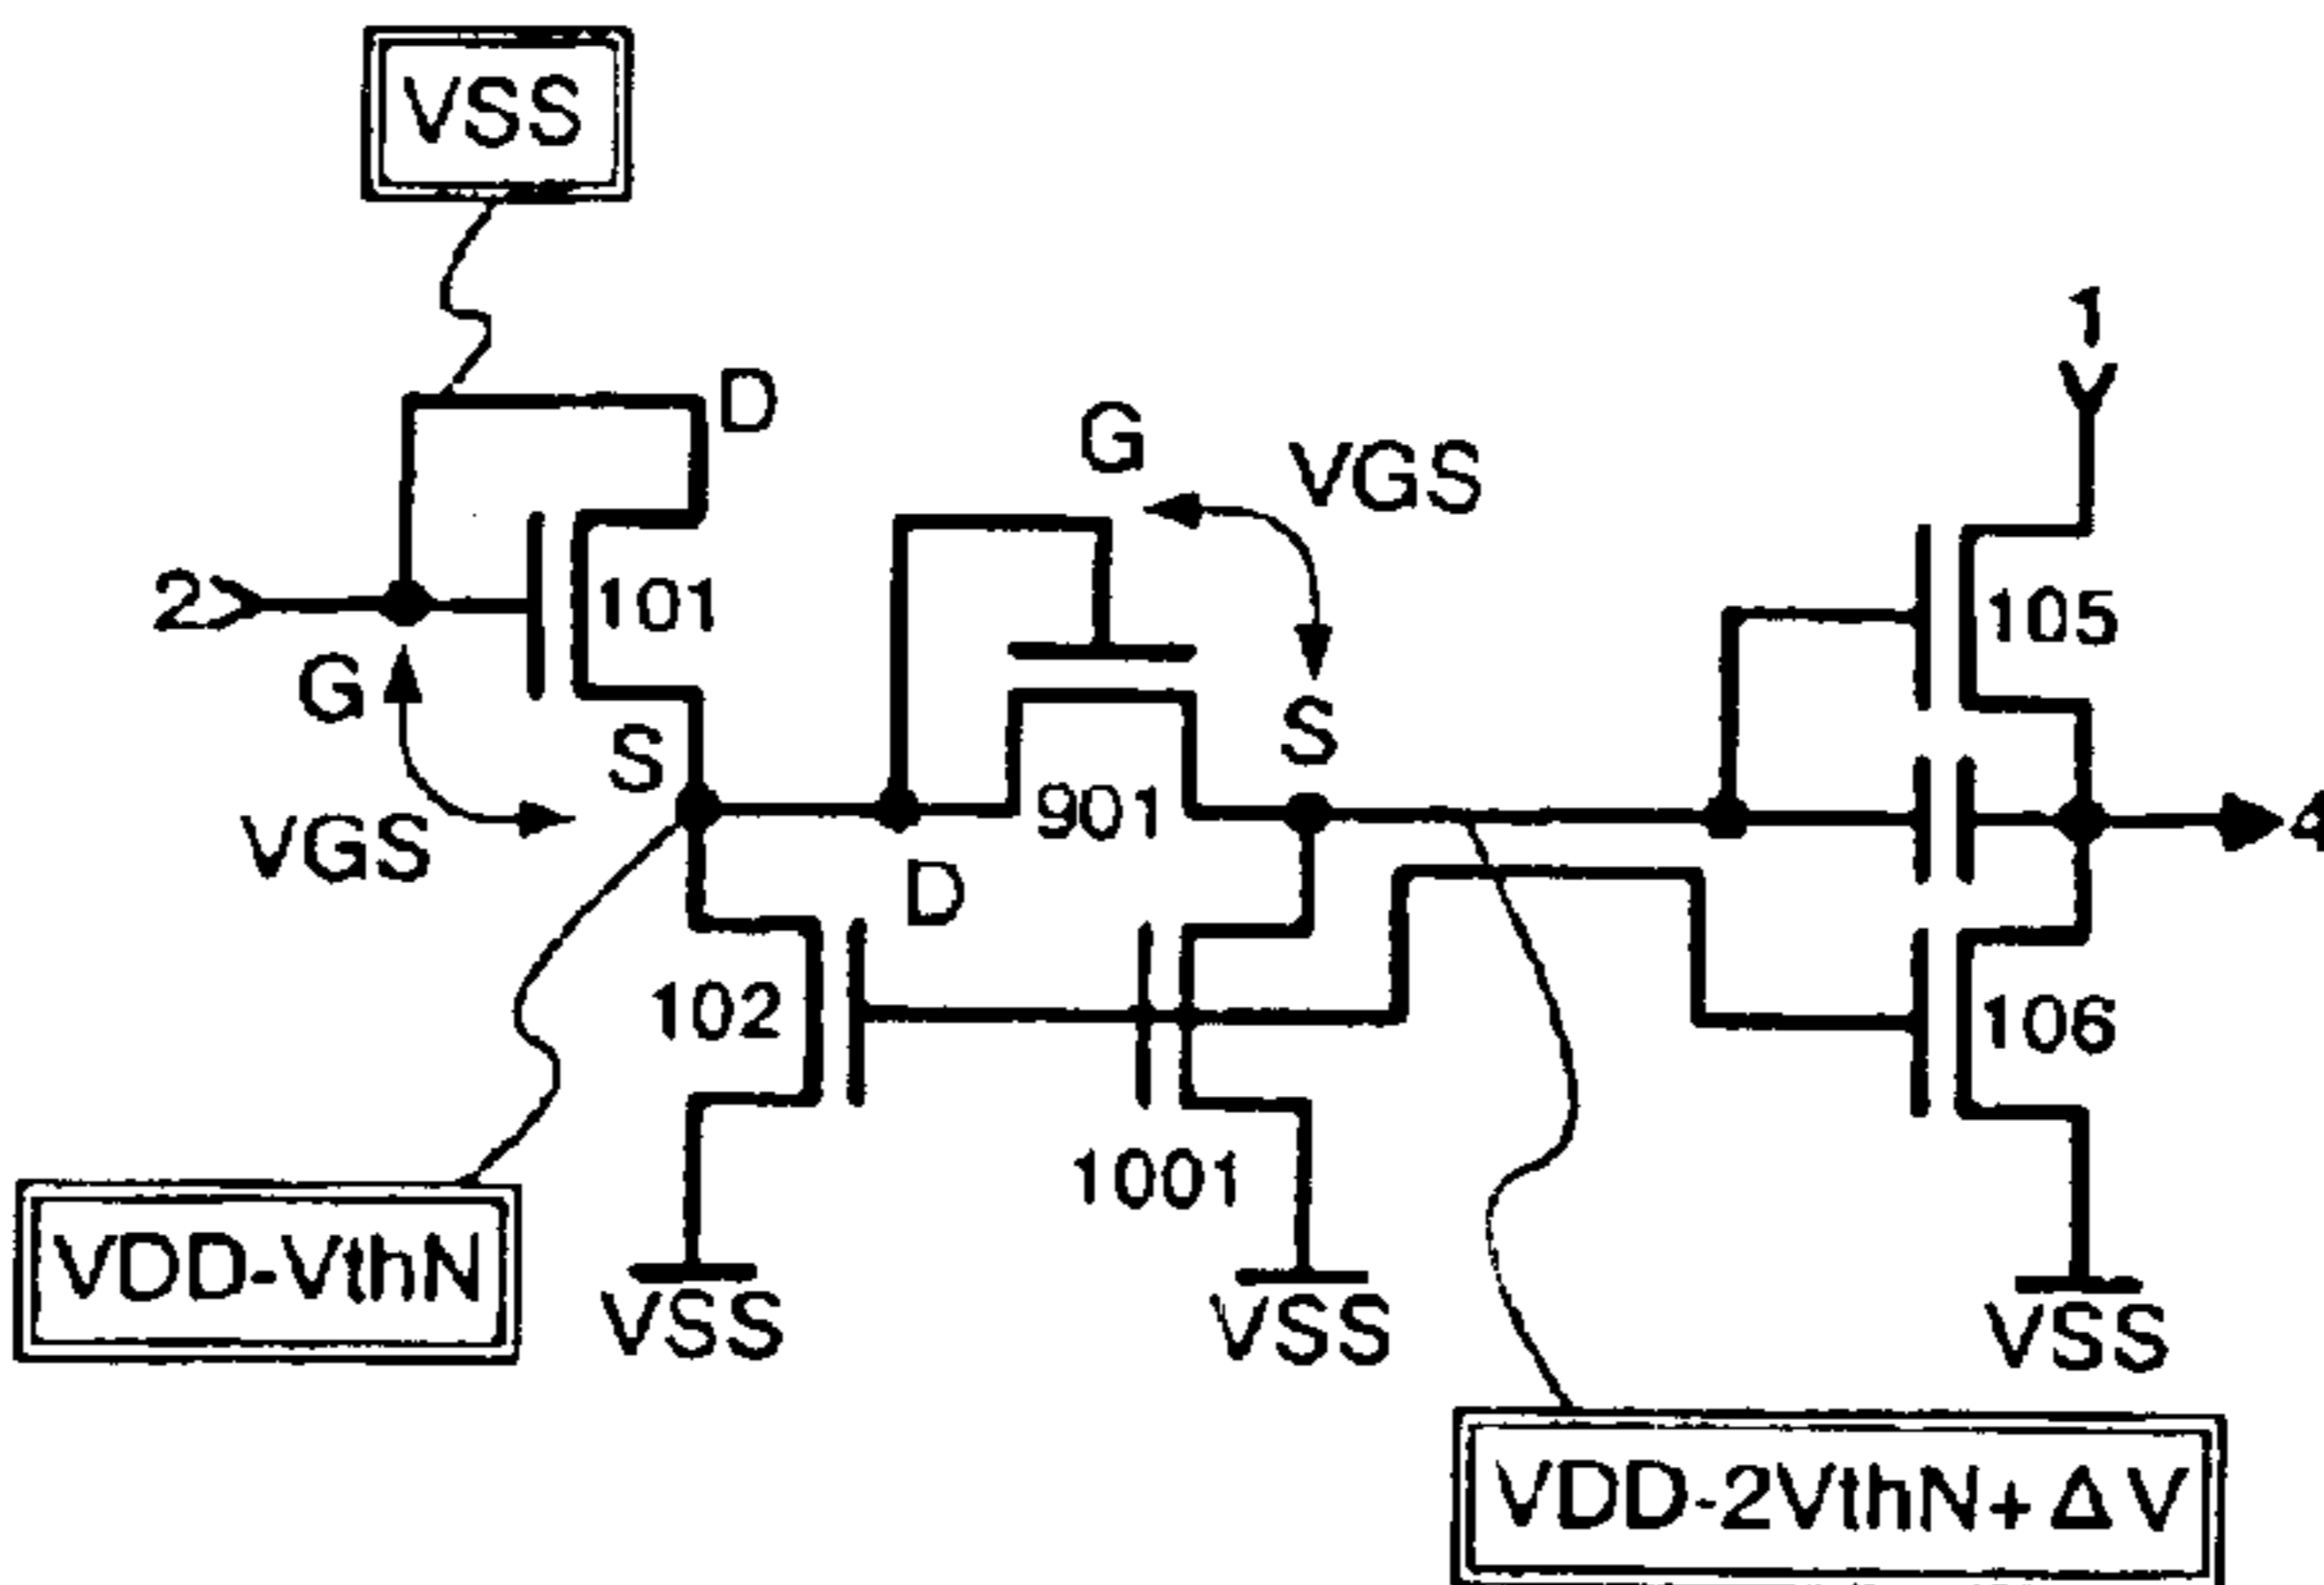 VSS
1
D
G
VGS
2
101
105
G
S
S
VGS
901
4
D
102
106
1001
VDD-VthN
VSS
VSS
VSS
VDD-2VthN+ΔV